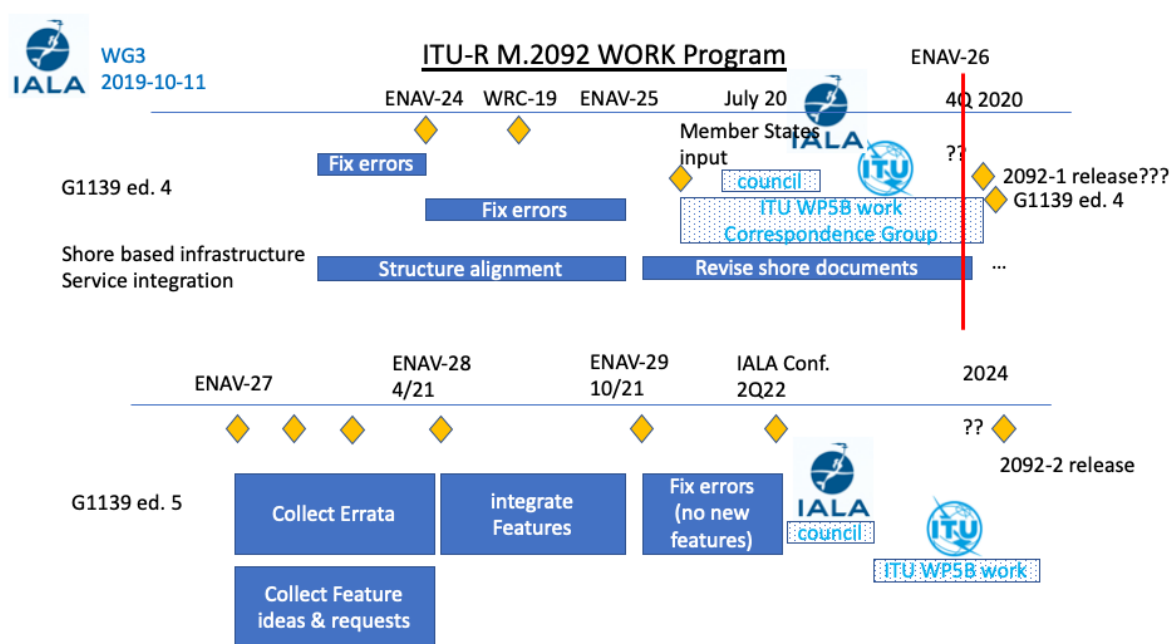 WG3
2019-10-11
IALA
ITU-R M.2092 WORK Program
ENAV-26
ENAV-24
WRC-19
ENAV-25
July 20
4Q 2020
IALA
Member States
input
??
Fix errors
council
ITU
2092-1 release???
G1139 ed. 4
G1139 ed. 4
Fix errors
ITU WP5B work
Correspondence Group
Shore based infrastructure
Service integration
Structure alignment
Revise shore documents
...
ENAV-27
ENAV-28
4/21
ENAV-29
10/21
IALA Conf.
2Q22
2024
??
2092-2 release
G1139 ed. 5
Collect Errata
integrate
Features
Fix errors
(no new
features)
IALA
council
ITU
ITU WP5B work
Collect Feature
ideas & requests